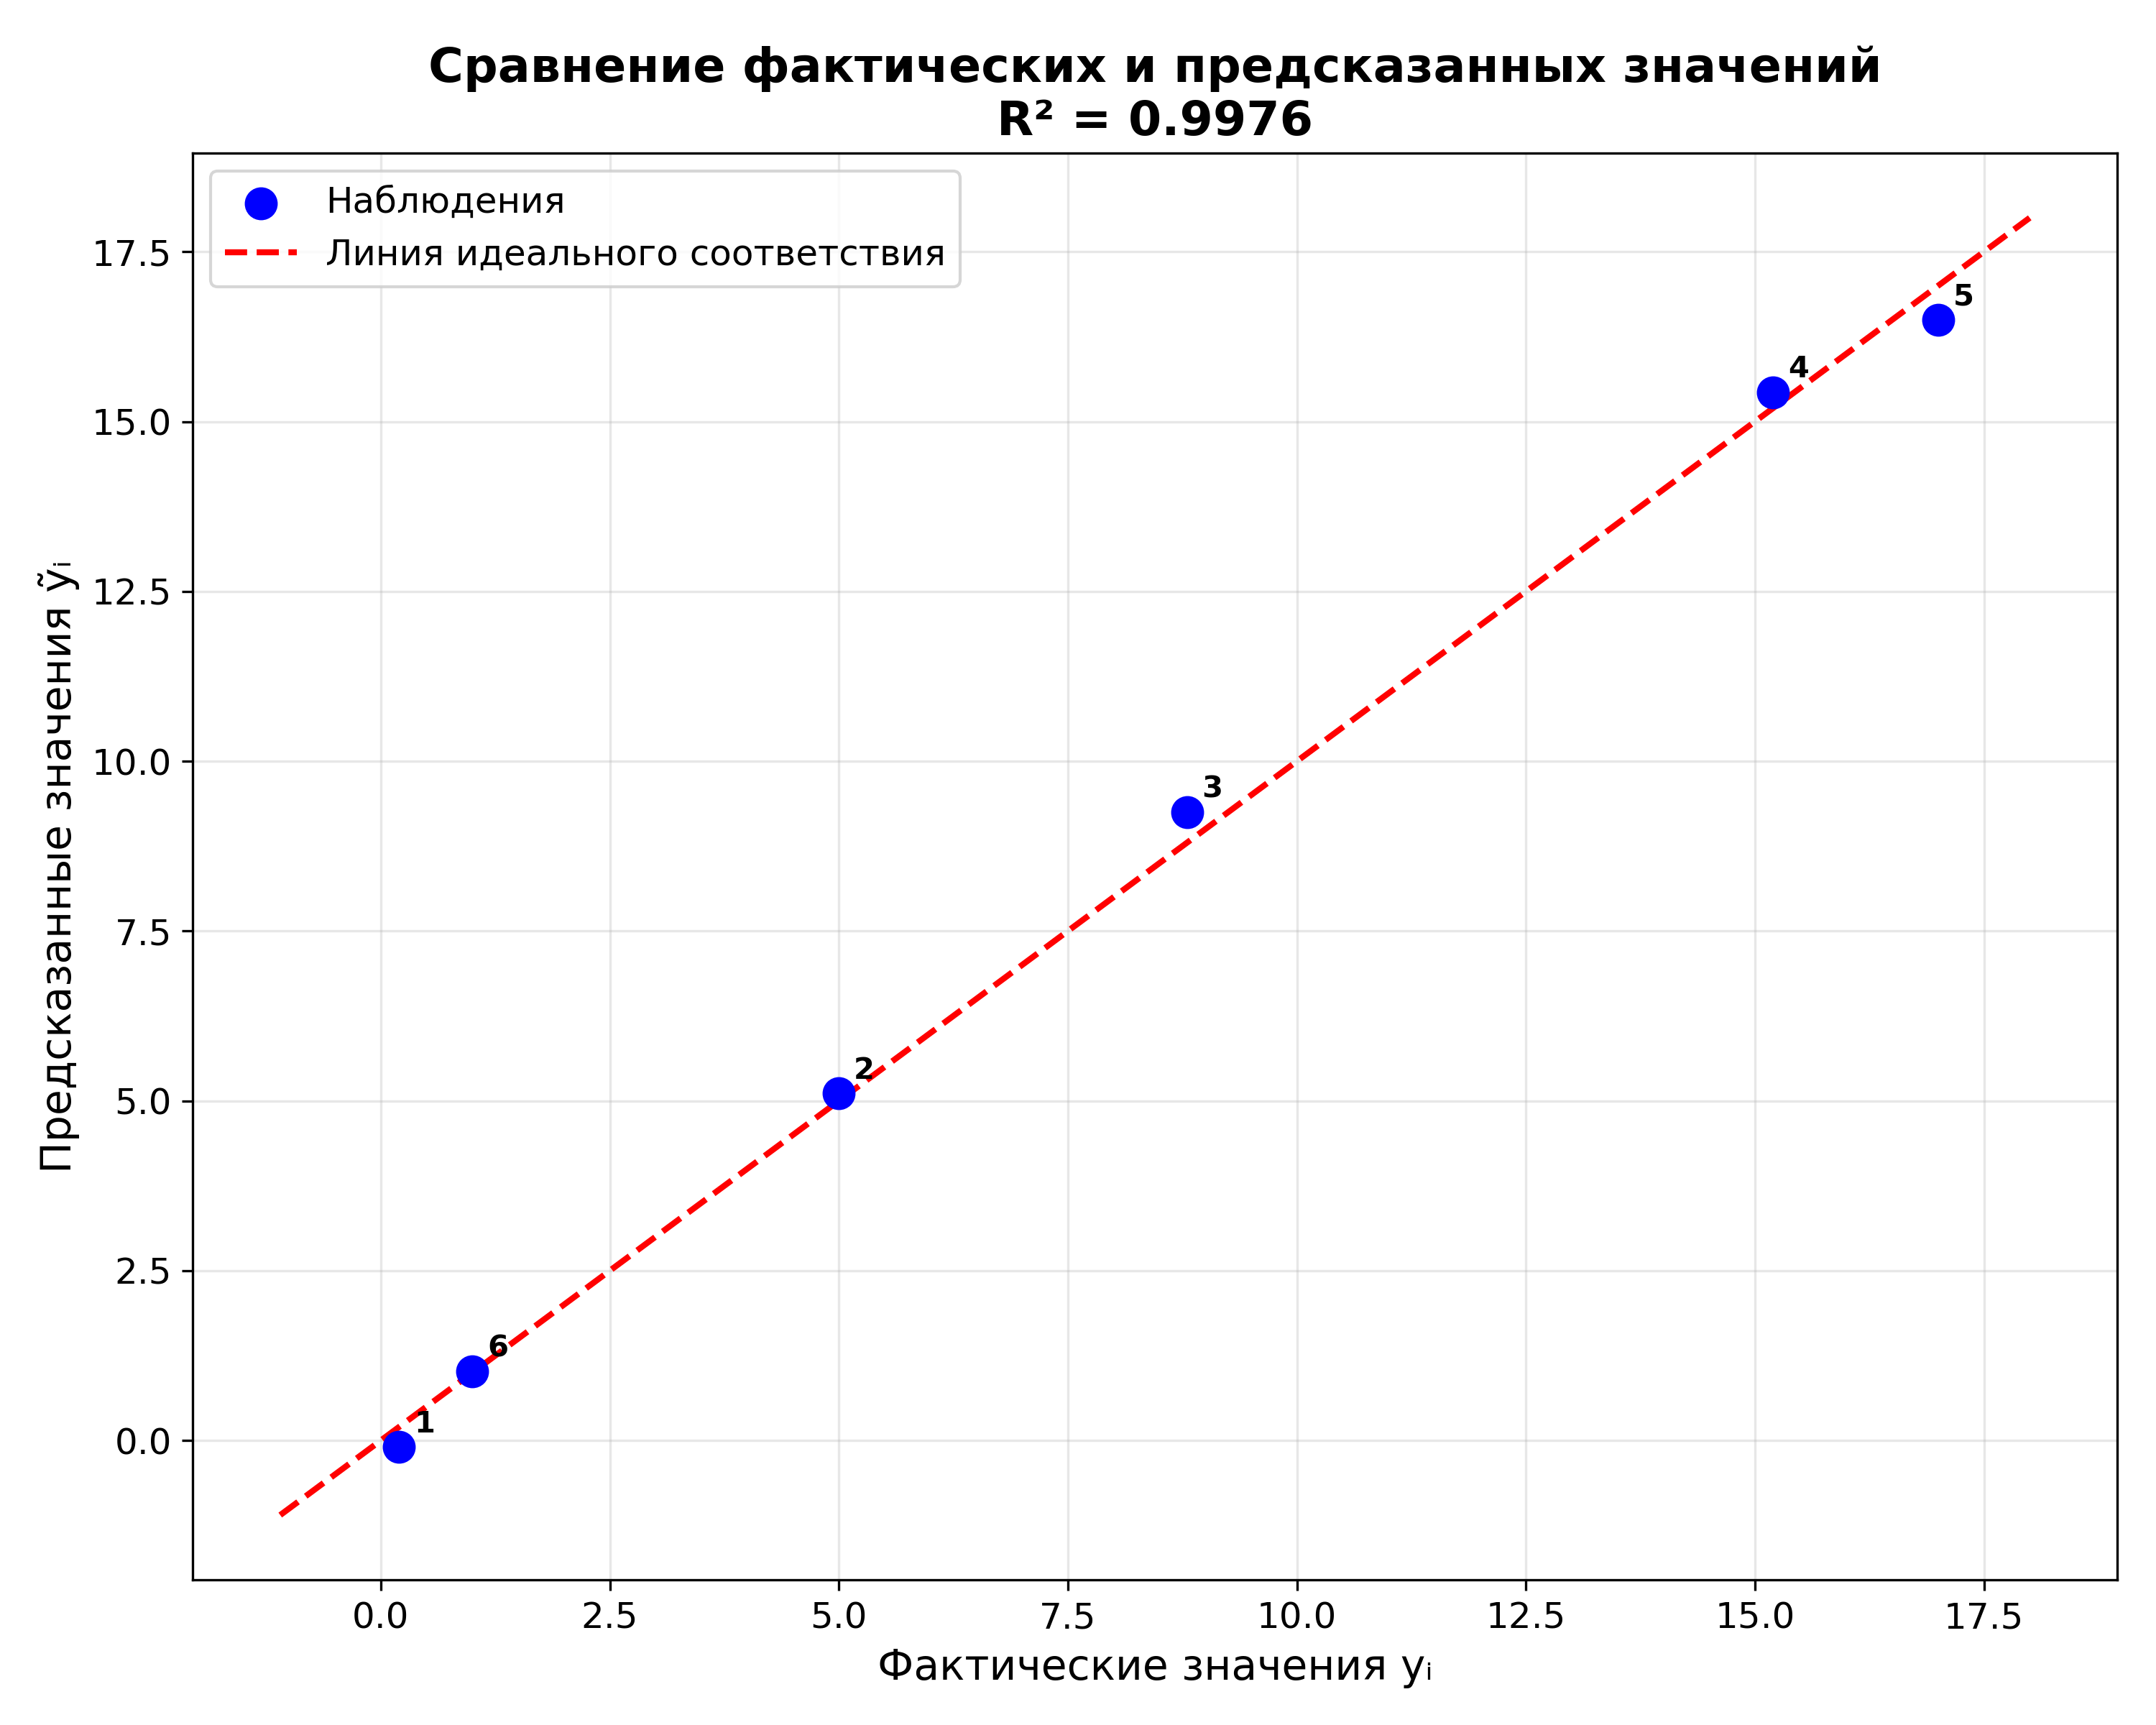 Сравнение фактических и предсказанных значений
R² = 0.9976
Наблюдения
Линия идеального соответствия
Предсказанные значения ỹᵢ
17.5
15.0
12.5
10.0
7.5
5.0
2.5
0.0
5
4
3
2
6
1
0.0 2.5 5.0 7.5 10.0 12.5 15.0 17.5
Фактические значения yᵢ